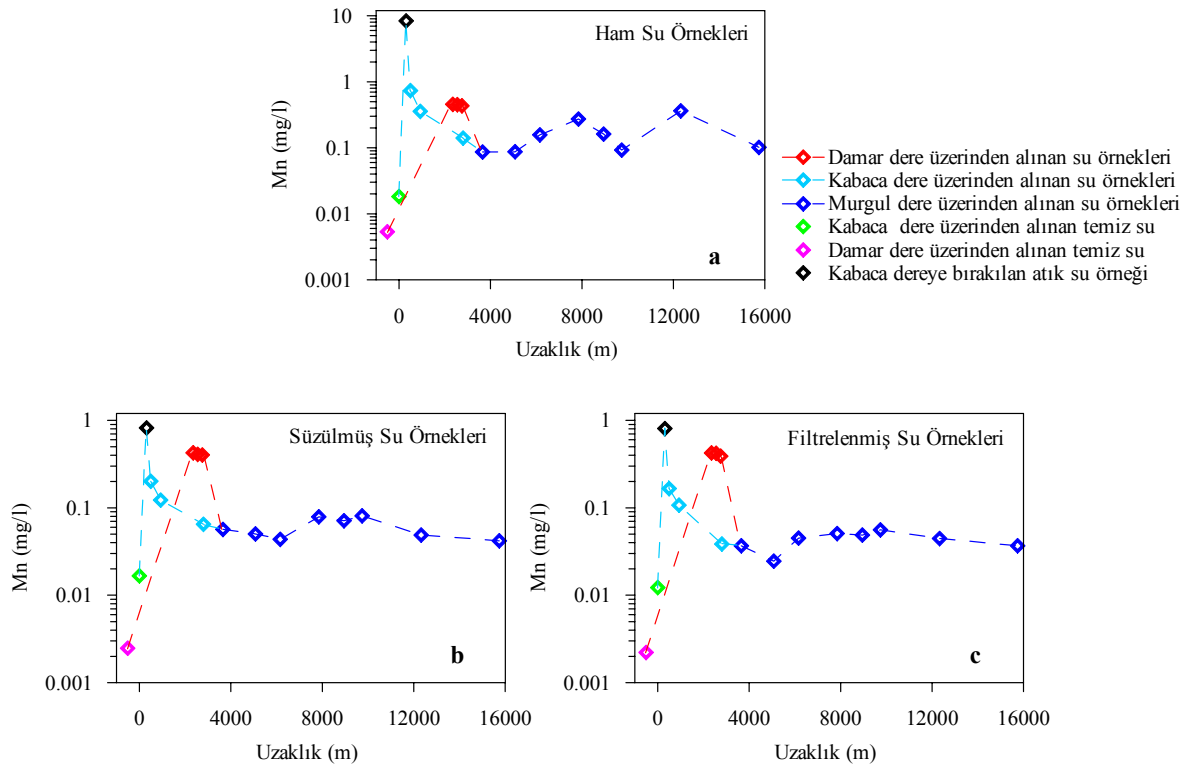 Ham Su Örnekleri
10
1
0.1
0.01
0.001
Mn (mg/l)
a
0 4000 8000 12000 16000
Uzaklık (m)
Damar dere üzerinden alınan su örnekleri
Kabaca dere üzerinden alınan su örnekleri
Murgul dere üzerinden alınan su örnekleri
Kabaca dere üzerinden alınan temiz su
Damar dere üzerinden alınan temiz su
Kabaca dereye bırakılan atık su örneği
Süzülmüş Su Örnekleri
1
0.1
0.01
0.001
Mn (mg/l)
b
0 4000 8000 12000 16000
Uzaklık (m)
Filtrelenmiş Su Örnekleri
1
0.1
0.01
0.001
Mn (mg/l)
c
0 4000 8000 12000 16000
Uzaklık (m)